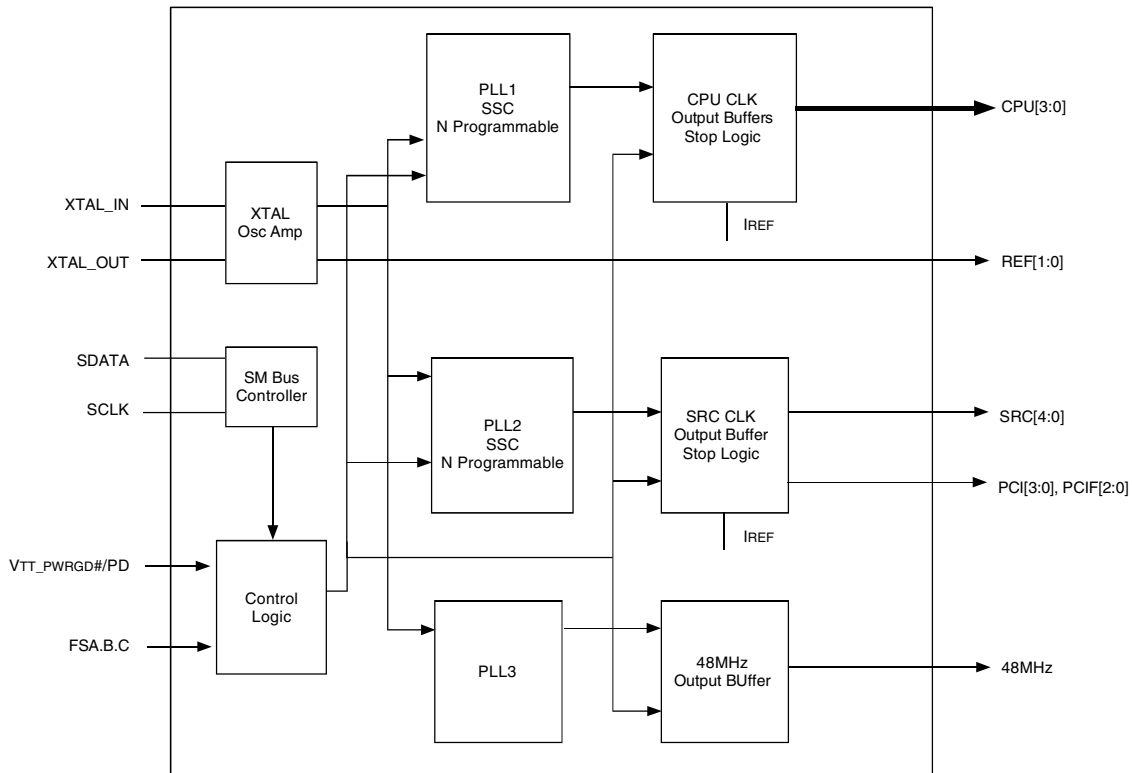 PLL1
SSC
N Programmable
CPU CLK
Output Buffers
Stop Logic
CPU[3:0]
XTAL_IN
XTAL
Osc Amp
IREF
XTAL_OUT
REF[1:0]
SDATA
SM Bus
Controller
SCLK
PLL2
SSC
N Programmable
SRC CLK
Output Buffer
Stop Logic
SRC[4:0]
PCI[3:0], PCIF[2:0]
IREF
VTT_PWRGD#/PD
Control
Logic
FSA.B.C
PLL3
48MHz
Output BUffer
48MHz